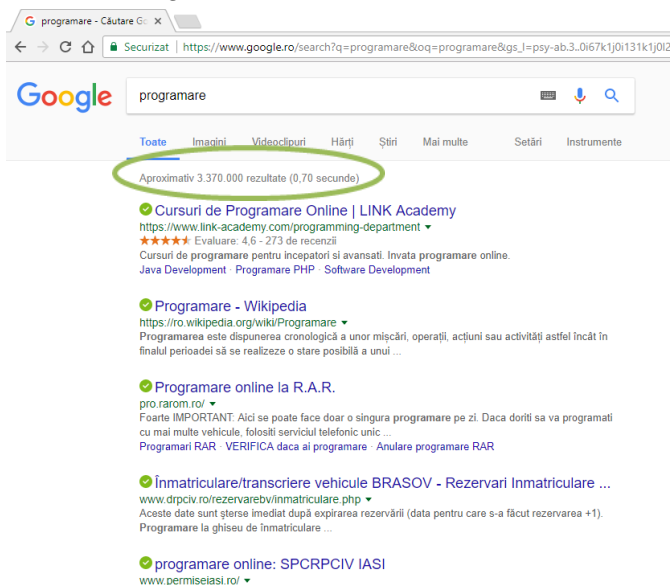 programare - Căutare Go
Securizat | https://www.google.ro/search?q=programare&oq=programare&gs_l=psy-ab.3..0i67k1j0i131k1j0l2
Google
programare
Toate Imagini Videoclipuri Hărți Știri Mai multe Setări Instrumente
Aproximativ 3.370.000 rezultate (0,70 secunde)
Cursuri de Programare Online | LINK Academy
https://www.link-academy.com/programming-department
Evaluare: 4,6 - 273 de recenzii
Cursuri de programare pentru incepatori si avansati. Invata programare online.
Java Development · Programare PHP · Software Development
Programare - Wikipedia
https://ro.wikipedia.org/wiki/Programare
Programarea este dispunerea cronologică a unor mișcări, operații, acțiuni sau activități astfel încât în
finalul perioadei să se realizeze o stare posibilă a unui ...
Programare online la R.A.R.
pro.rarom.ro/
Foarte IMPORTANT: Aici se poate face doar o singura programare pe zi. Daca doriti sa va programati
cu mai multe vehicule, folositi serviciul telefonic unic ...
Programari RAR · VERIFICA daca ai programare · Anulare programare RAR
Înmatriculare/transcriere vehicule BRASOV - Rezervari Inmatriculare ...
www.drpciv.ro/rezervarebv/inmatriculare.php
Aceste date sunt șterse imediat după expirarea rezervării (data pentru care s-a făcut rezervarea +1).
Programare la ghiseu de înmatriculare ...
programare online: SPCRPCIV IASI
www.permiseiasi.ro/